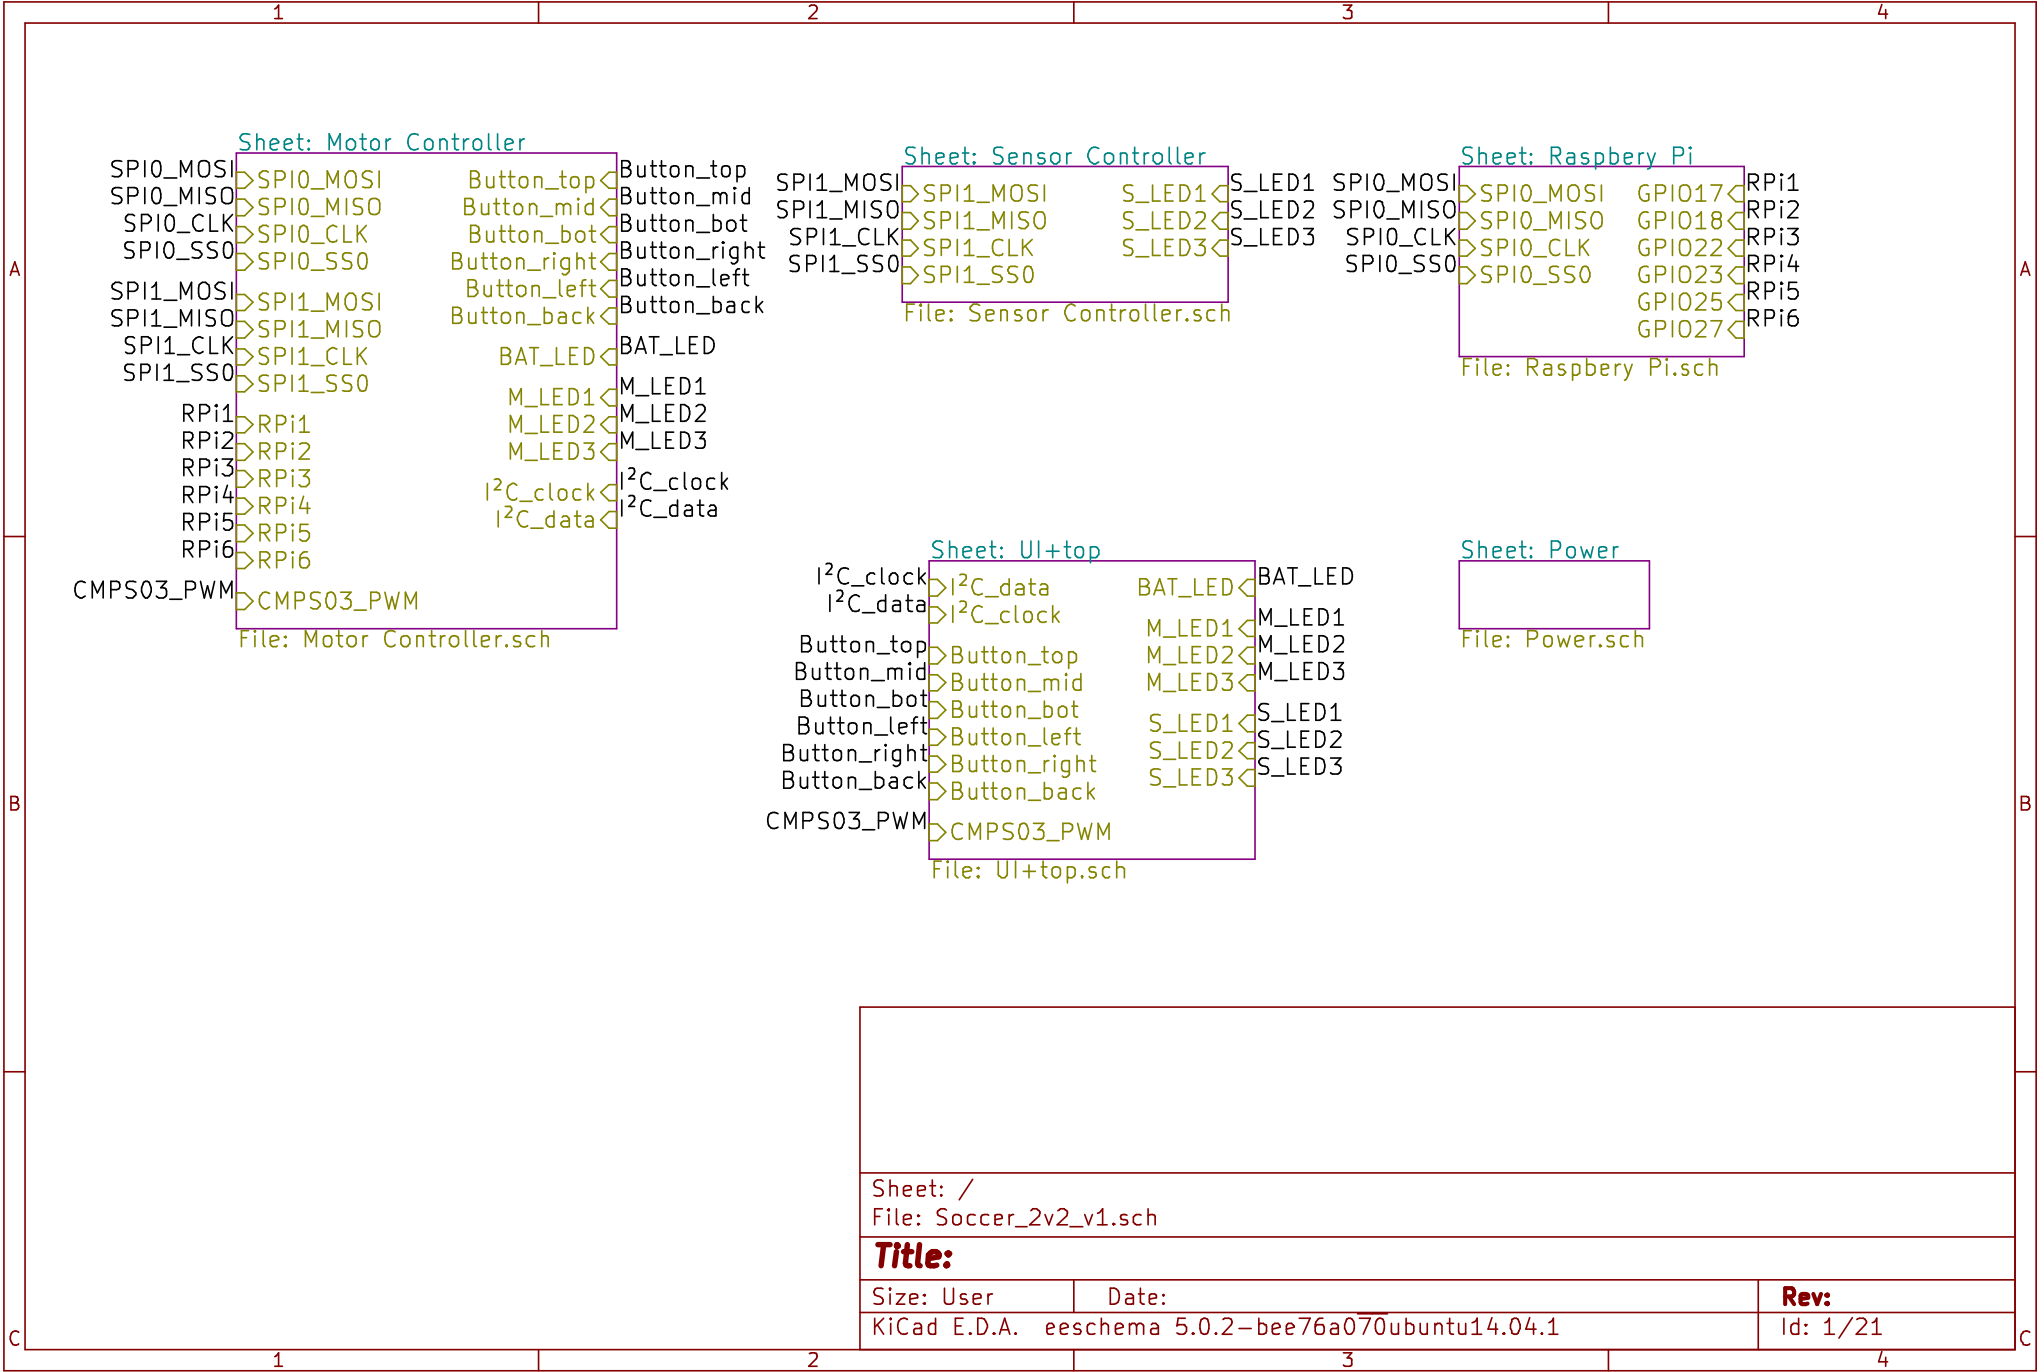 1 2 3 4
A A
B B
C C
Sheet: Motor Controller
SPI0_MOSI
SPI0_MISO
SPI0_CLK
SPI0_SS0
SPI1_MOSI
SPI1_MISO
SPI1_CLK
SPI1_SS0
RPi1
RPi2
RPi3
RPi4
RPi5
RPi6
CMPS03_PWM
SPI0_MOSI
SPI0_MISO
SPI0_CLK
SPI0_SS0
SPI1_MOSI
SPI1_MISO
SPI1_CLK
SPI1_SS0
RPi1
RPi2
RPi3
RPi4
RPi5
RPi6
CMPS03_PWM
Button_top
Button_mid
Button_bot
Button_right
Button_left
Button_back
BAT_LED
M_LED1
M_LED2
M_LED3
I²C_clock
I²C_data
Button_top
Button_mid
Button_bot
Button_right
Button_left
Button_back
BAT_LED
M_LED1
M_LED2
M_LED3
I²C_clock
I²C_data
File: Motor Controller.sch
Sheet: Sensor Controller
SPI1_MOSI
SPI1_MISO
SPI1_CLK
SPI1_SS0
SPI1_MOSI
SPI1_MISO
SPI1_CLK
SPI1_SS0
S_LED1
S_LED2
S_LED3
S_LED1
S_LED2
S_LED3
File: Sensor Controller.sch
Sheet: Raspbery Pi
SPI0_MOSI
SPI0_MISO
SPI0_CLK
SPI0_SS0
SPI0_MOSI
SPI0_MISO
SPI0_CLK
SPI0_SS0
GPIO17
GPIO18
GPIO22
GPIO23
GPIO25
GPIO27
RPi1
RPi2
RPi3
RPi4
RPi5
RPi6
File: Raspbery Pi.sch
Sheet: UI+top
I²C_clock
I²C_data
Button_top
Button_mid
Button_bot
Button_left
Button_right
Button_back
CMPS03_PWM
I²C_data
I²C_clock
Button_top
Button_mid
Button_bot
Button_left
Button_right
Button_back
CMPS03_PWM
BAT_LED
M_LED1
M_LED2
M_LED3
S_LED1
S_LED2
S_LED3
BAT_LED
M_LED1
M_LED2
M_LED3
S_LED1
S_LED2
S_LED3
File: UI+top.sch
Sheet: Power
File: Power.sch
Sheet: /
File: Soccer_2v2_v1.sch
Title:
Size: User Date: Rev:
KiCad E.D.A. eeschema 5.0.2-bee76a070ubuntu14.04.1 Id: 1/21
1 2 3 4